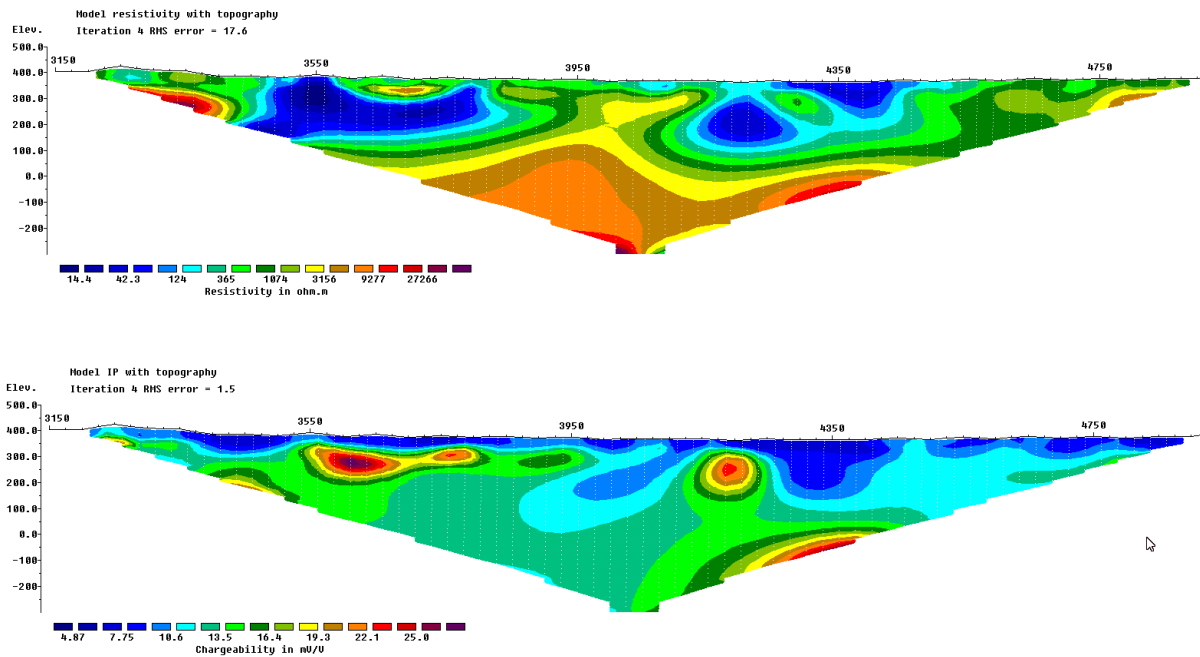 Model resistivity with topography
Iteration 4 RMS error = 17.6
Elev.
500.0
3150 3550 3950 4350 4750
400.0
300.0
200.0
100.0
0.0
-100
-200
14.4 42.3 124 365 1074 3156 9277 27266
Resistivity in ohm.m
Model IP with topography
Iteration 4 RMS error = 1.5
Elev.
500.0
3150 3550 3950 4350 4750
400.0
300.0
200.0
100.0
0.0
-100
-200
4.87 7.75 10.6 13.5 16.4 19.3 22.1 25.0
Chargeability in mV/V